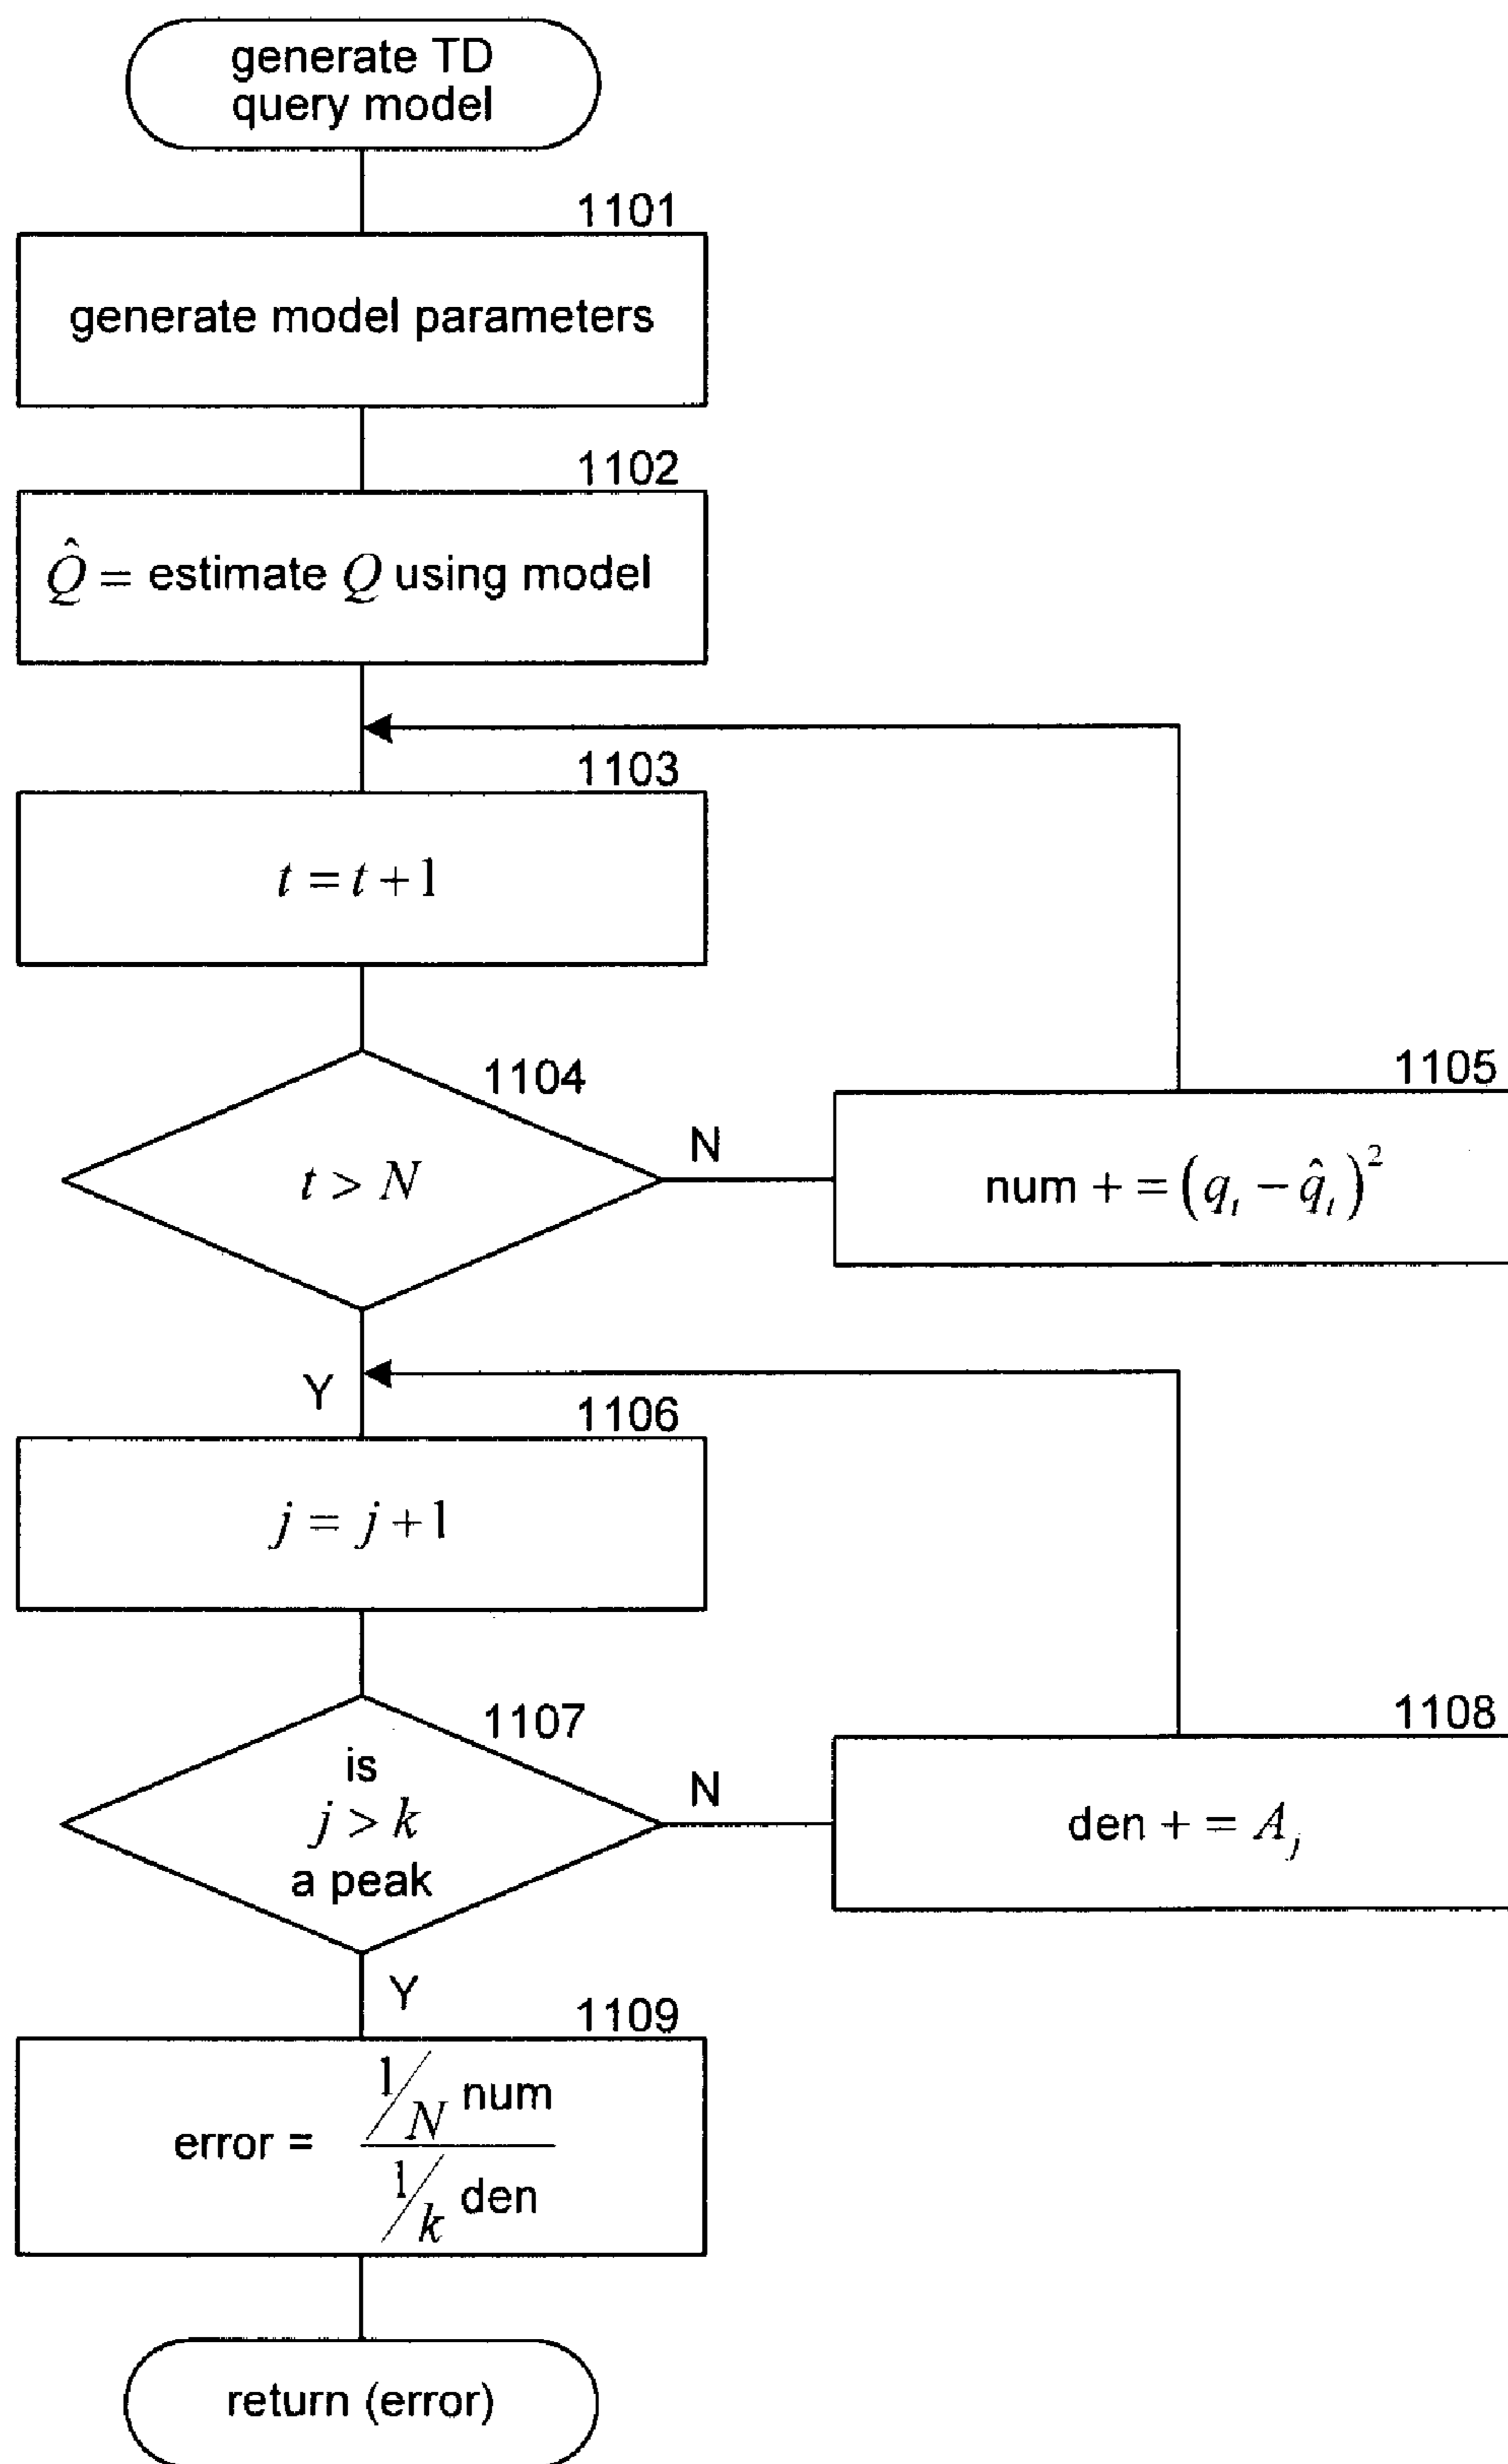 generate TD
query model
1101
generate model parameters
1102
Q̂ = estimate Q using model
1103
t = t + 1
1104
t > N
N
1105
num + = (q_t − q̂_t)²
Y
1106
j = j + 1
1107
is
j > k
a peak
N
1108
den + = A_j
Y
1109
error = 1/N num
1/k den
return (error)